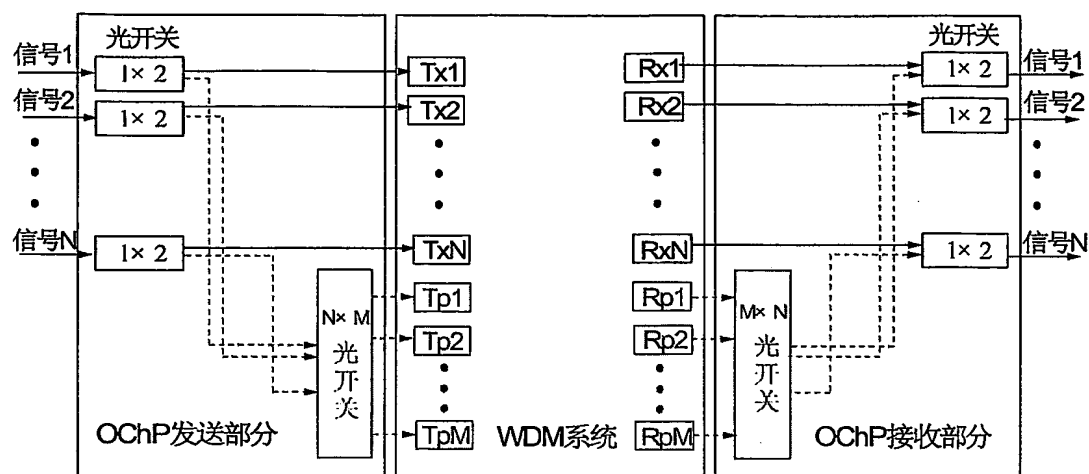 光开关
光开关
信号1
1×2
Tx1
Rx1
1×2
信号1
信号2
1×2
Tx2
Rx2
1×2
信号2
信号N
1×2
TxN
RxN
1×2
信号N
N×M
光
开
关
Tp1
Rp1
M×N
光
开
关
Tp2
Rp2
TpM
RpM
OChP发送部分
WDM系统
OChP接收部分